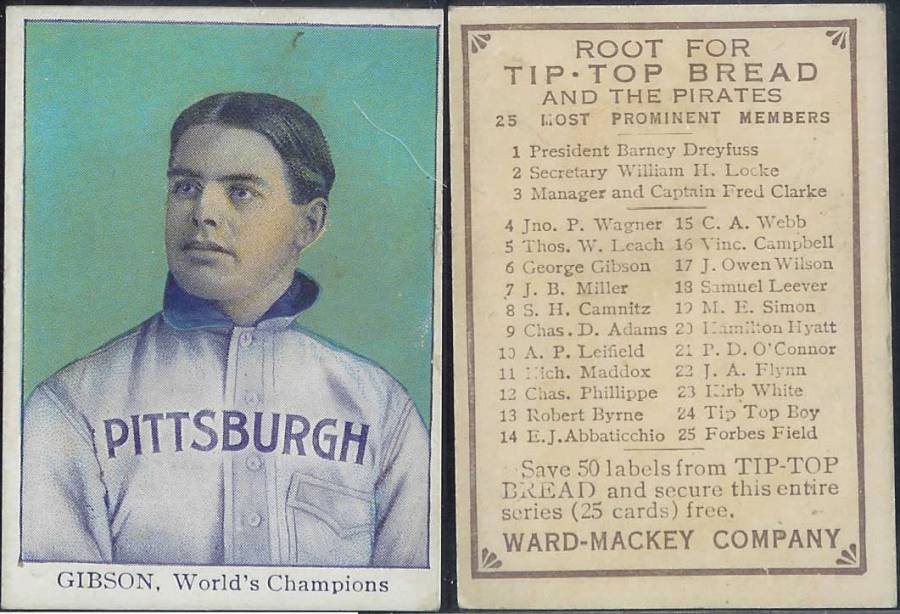 PITTSBURGH
GIBSON, World's Champions
ROOT FOR
TIP·TOP BREAD
AND THE PIRATES
25 MOST PROMINENT MEMBERS
1 President Barney Dreyfuss
2 Secretary William H. Locke
3 Manager and Captain Fred Clarke
4 Jno. P. Wagner 15 C. A. Webb
5 Thos. W. Leach 16 Vinc. Campbell
6 George Gibson 17 J. Owen Wilson
7 J. B. Miller 18 Samuel Leever
8 S. H. Camnitz 19 M. E. Simon
9 Chas. D. Adams 20 Hamilton Hyatt
10 A. P. Leifield 21 P. D. O'Connor
11 Nich. Maddox 22 J. A. Flynn
12 Chas. Phillippe 23 Kirb White
13 Robert Byrne 24 Tip Top Boy
14 E.J.Abbaticchio 25 Forbes Field
Save 50 labels from TIP-TOP
BREAD and secure this entire
series (25 cards) free.
WARD-MACKEY COMPANY